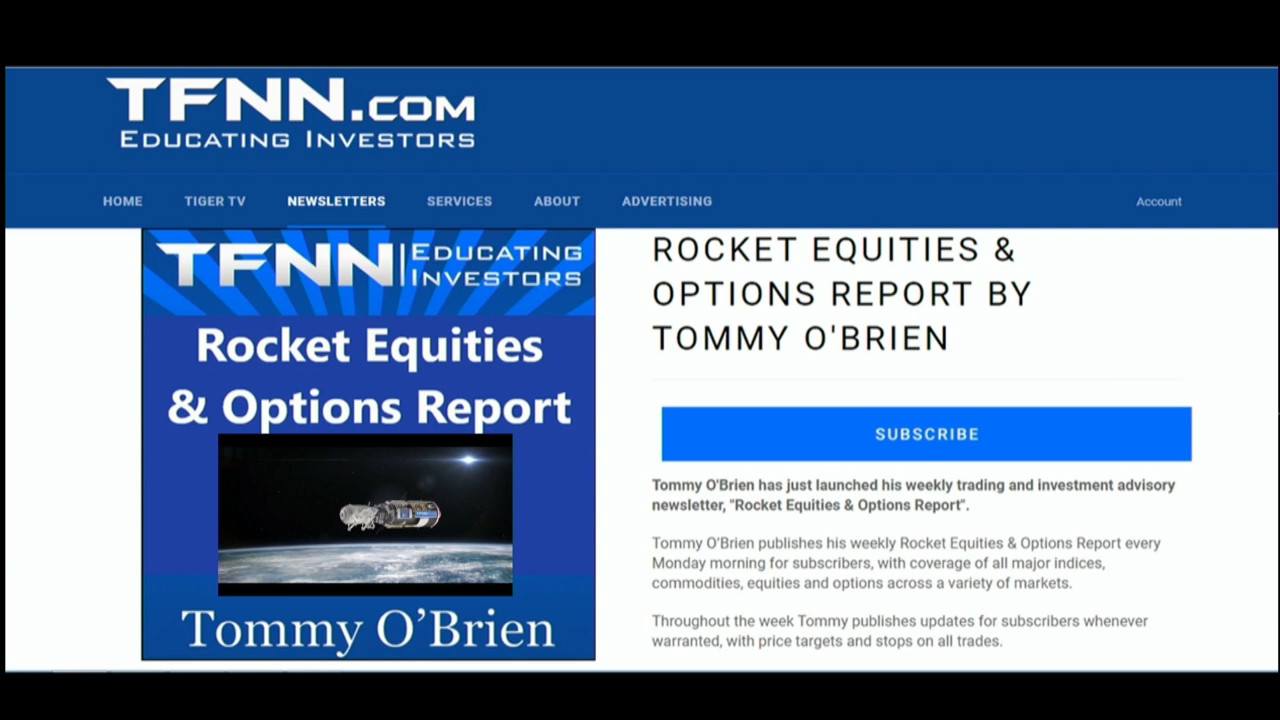 TFNN.COM
EDUCATING INVESTORS
HOME TIGER TV NEWSLETTERS SERVICES ABOUT ADVERTISING Account
TFNN EDUCATING
INVESTORS
Rocket Equities
& Options Report
Tommy O’Brien
ROCKET EQUITIES &
OPTIONS REPORT BY
TOMMY O'BRIEN
SUBSCRIBE
Tommy O'Brien has just launched his weekly trading and investment advisory
newsletter, "Rocket Equities & Options Report".
Tommy O’Brien publishes his weekly Rocket Equities & Options Report every
Monday morning for subscribers, with coverage of all major indices,
commodities, equities and options across a variety of markets.
Throughout the week Tommy publishes updates for subscribers whenever
warranted, with price targets and stops on all trades.